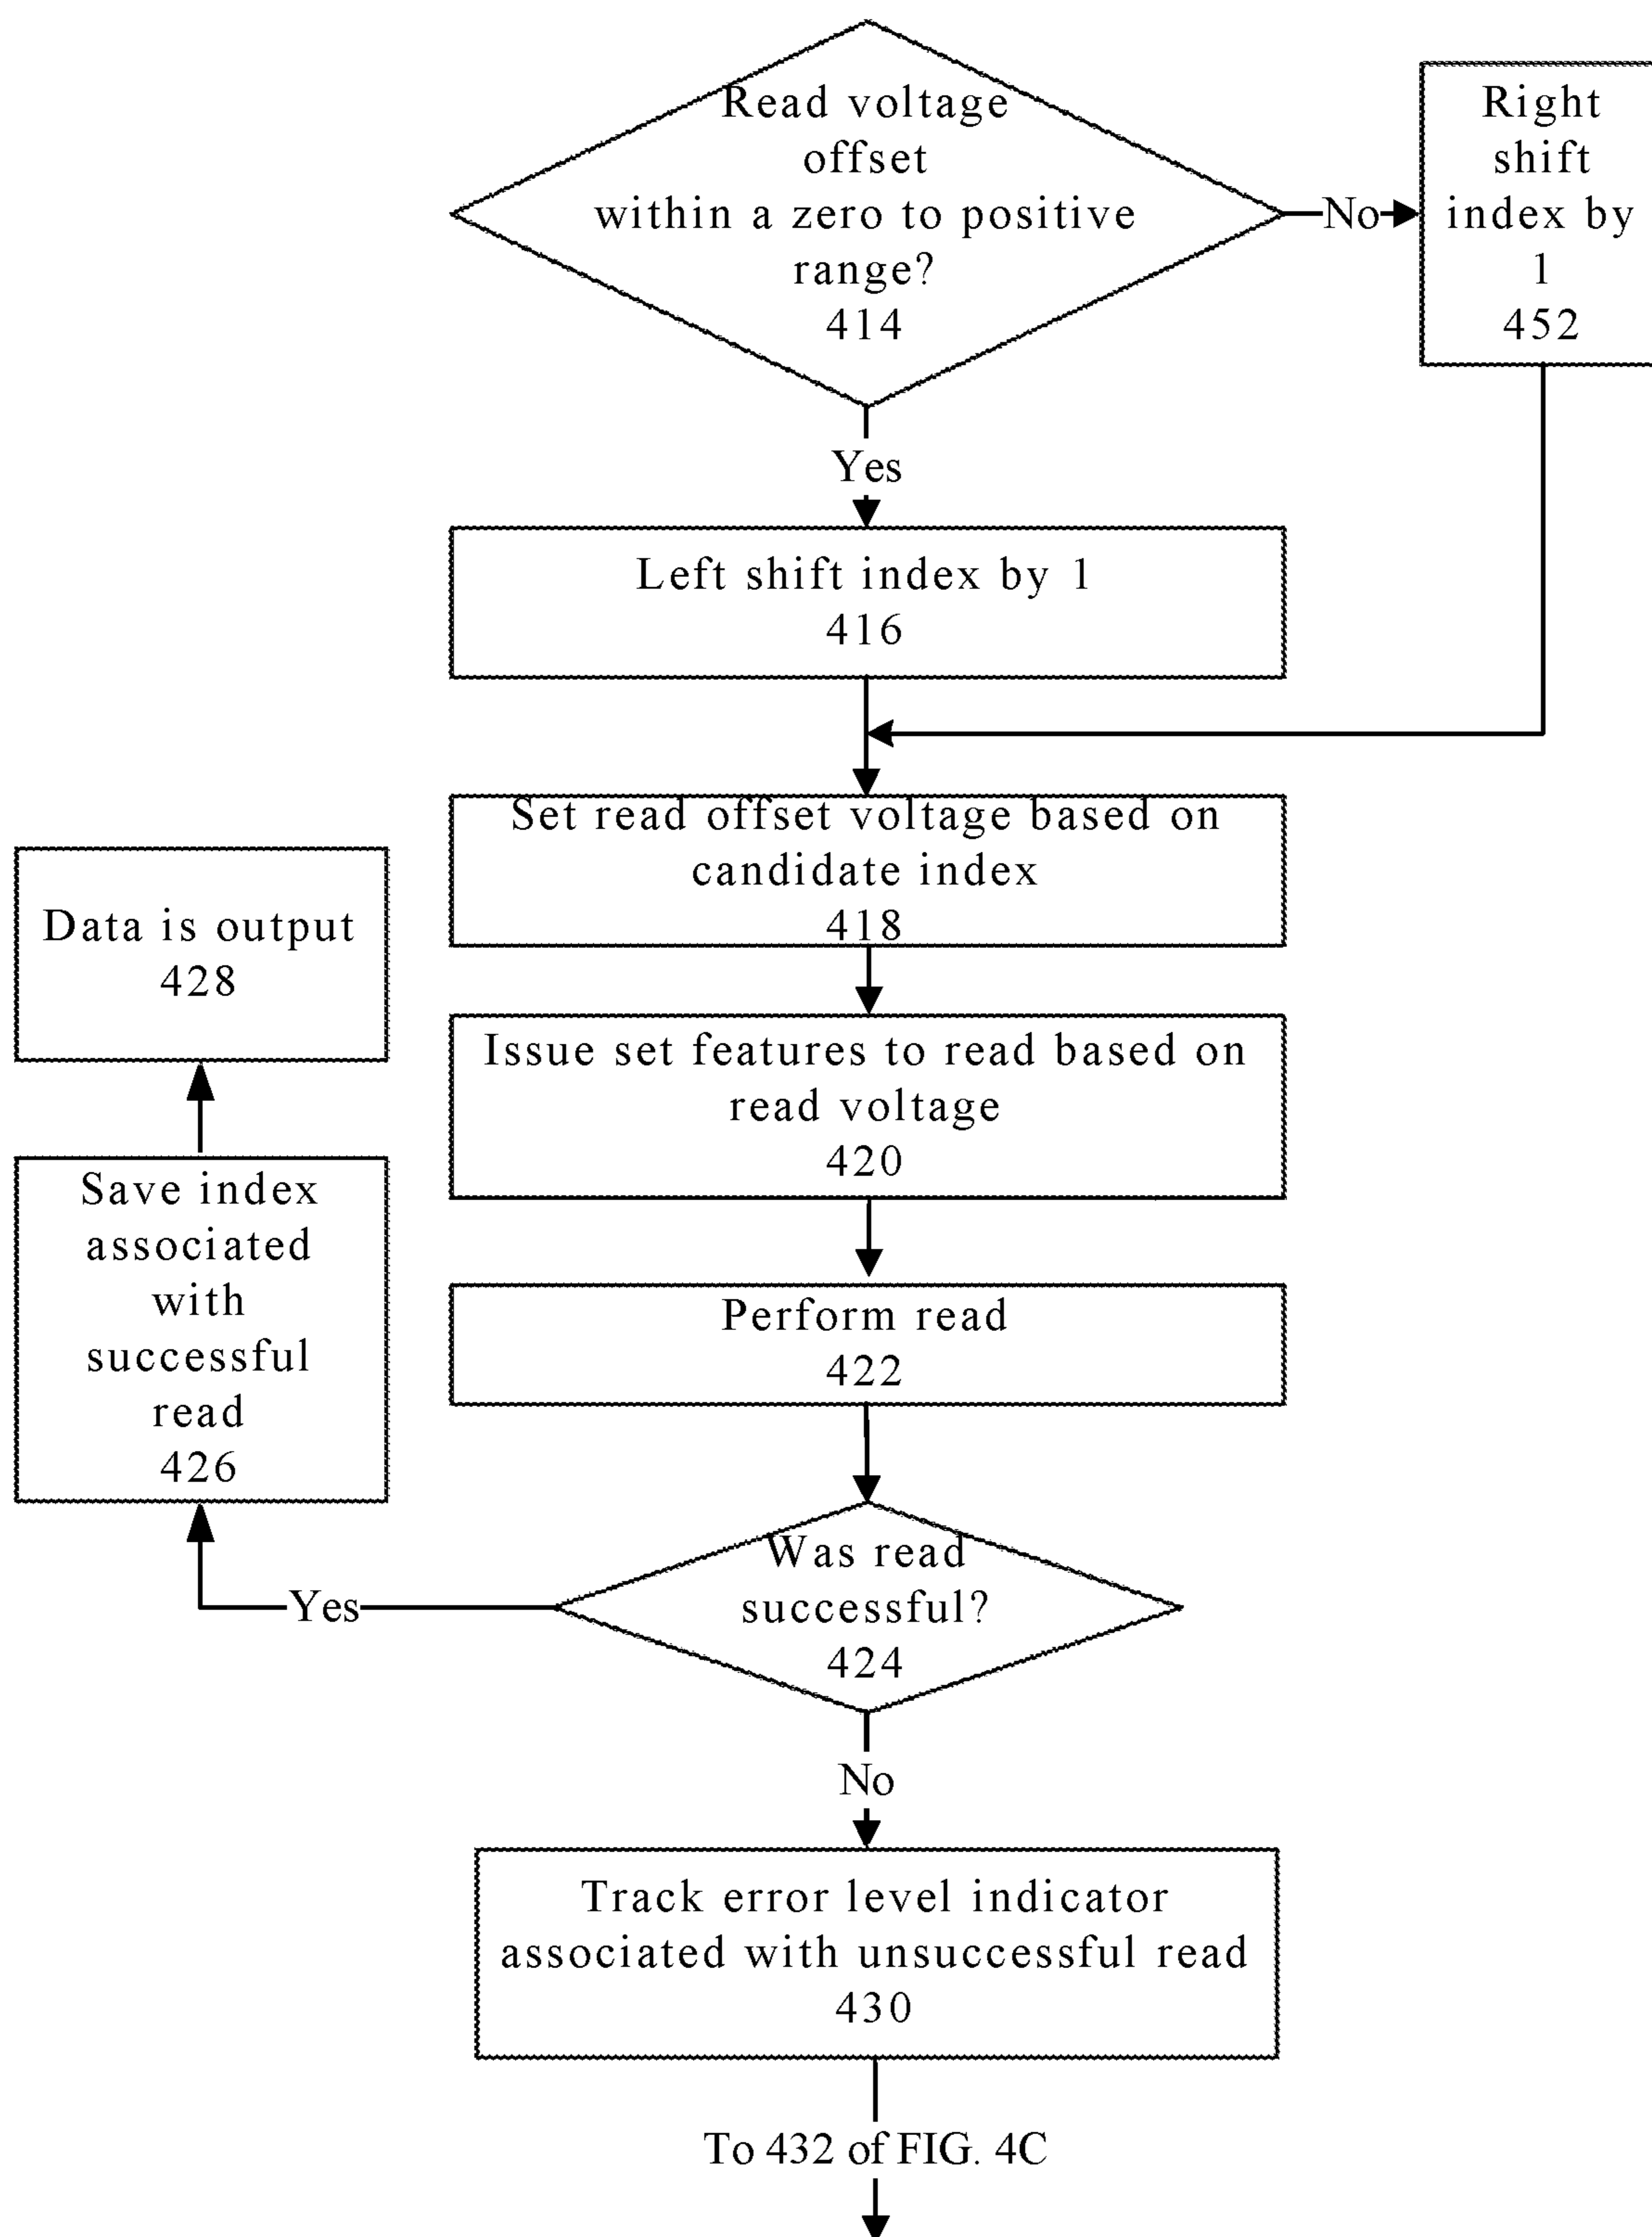 Read voltage
offset
within a zero to positive
range?
414
No
Right
shift
index by
1
452
Yes
Left shift index by 1
416
Set read offset voltage based on
candidate index
418
Data is output
428
Issue set features to read based on
read voltage
420
Save index
associated
with
successful
read
426
Perform read
422
Was read
successful?
424
Yes
No
Track error level indicator
associated with unsuccessful read
430
To 432 of FIG. 4C